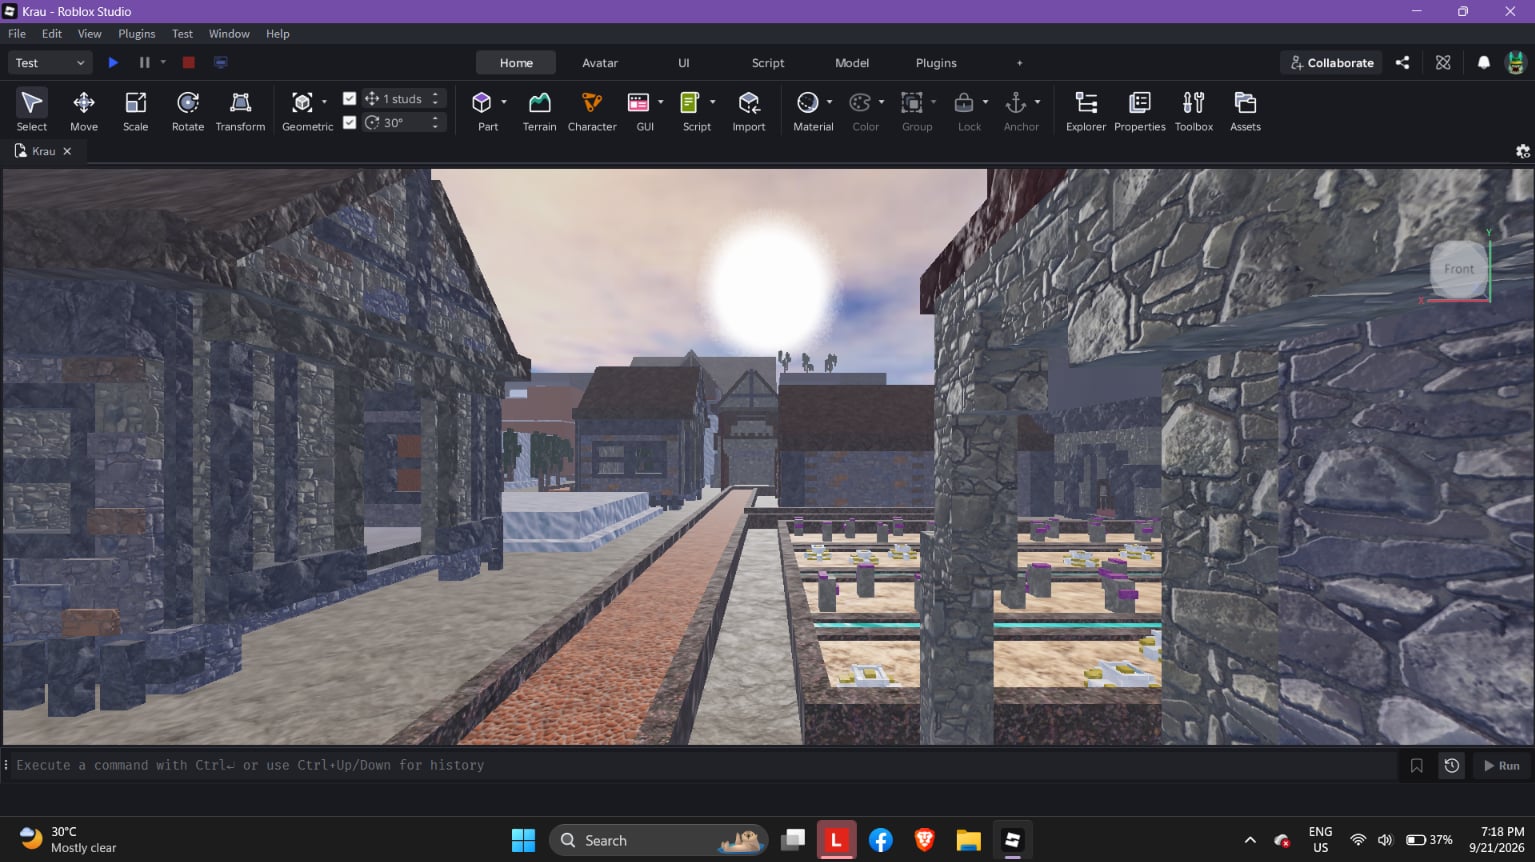 Krau - Roblox Studio
File Edit View Plugins Test Window Help
Test Home Avatar UI Script Model Plugins + Collaborate
1 studs
30°
Select Move Scale Rotate Transform Geometric Part Terrain Character GUI Script Import Material Color Group Lock Anchor Explorer Properties Toolbox Assets
Krau
Y
Front
X
Execute a command with Ctrl↵ or use Ctrl+Up/Down for history Run
30°C
Mostly clear
Search
L
ENG
US
37%
7:18 PM
9/21/2026